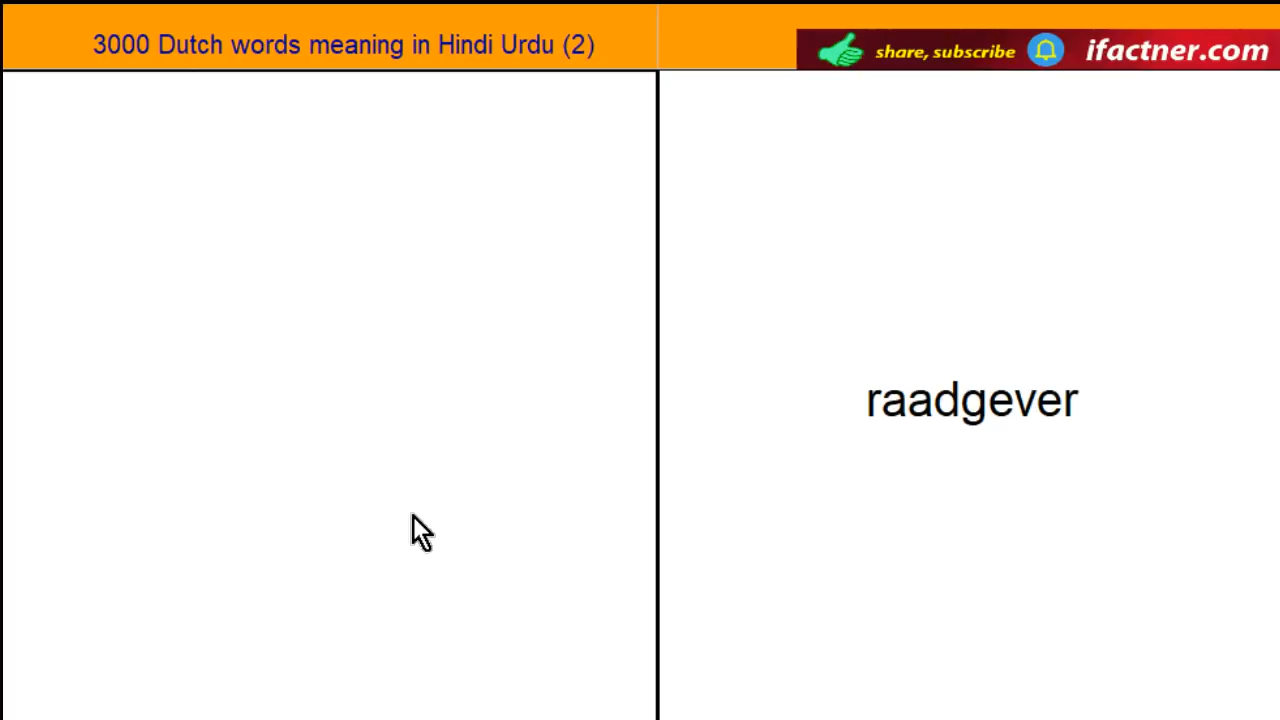 3000 Dutch words meaning in Hindi Urdu (2)
share, subscribe ifactner.com
raadgever